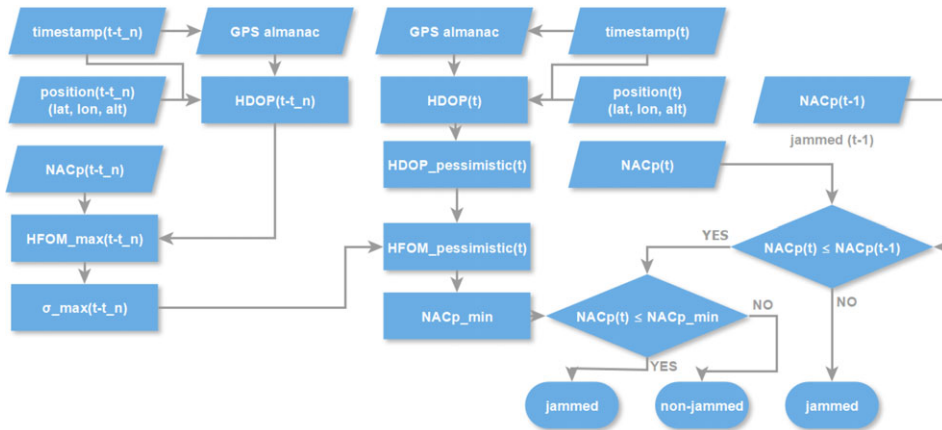 timestamp(t-t_n)
GPS almanac
GPS almanac
timestamp(t)
position(t-t_n)
(lat, lon, alt)
HDOP(t-t_n)
HDOP(t)
position(t)
(lat, lon, alt)
NACp(t-1)
jammed (t-1)
NACp(t-t_n)
HDOP_pessimistic(t)
NACp(t)
HFOM_max(t-t_n)
HFOM_pessimistic(t)
YES
NACp(t) ≤ NACp(t-1)
σ_max(t-t_n)
NACp_min
NACp(t) ≤ NACp_min
NO
NO
YES
jammed
non-jammed
jammed